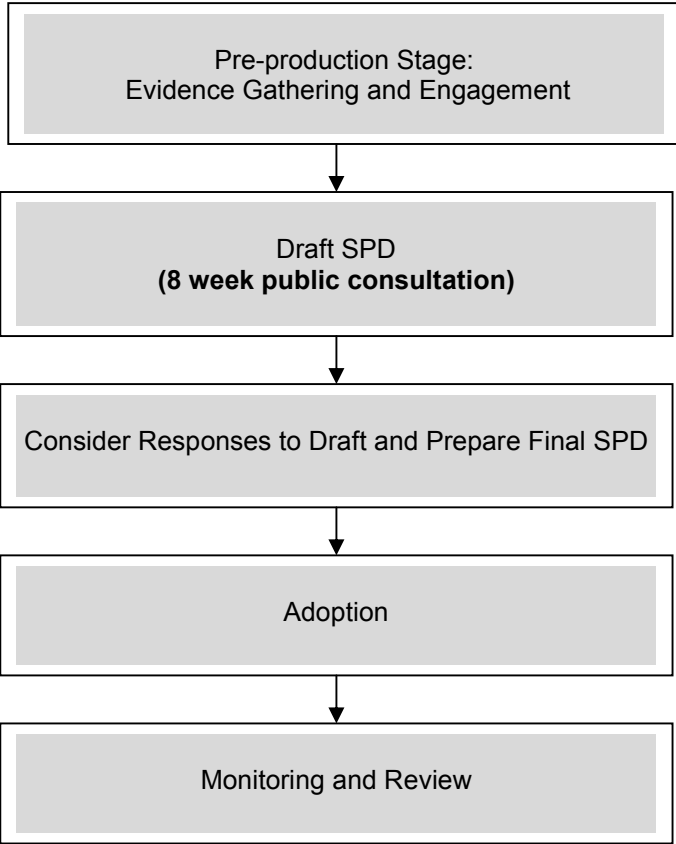 Pre-production Stage:
Evidence Gathering and Engagement
Draft SPD
(8 week public consultation)
Consider Responses to Draft and Prepare Final SPD
Adoption
Monitoring and Review